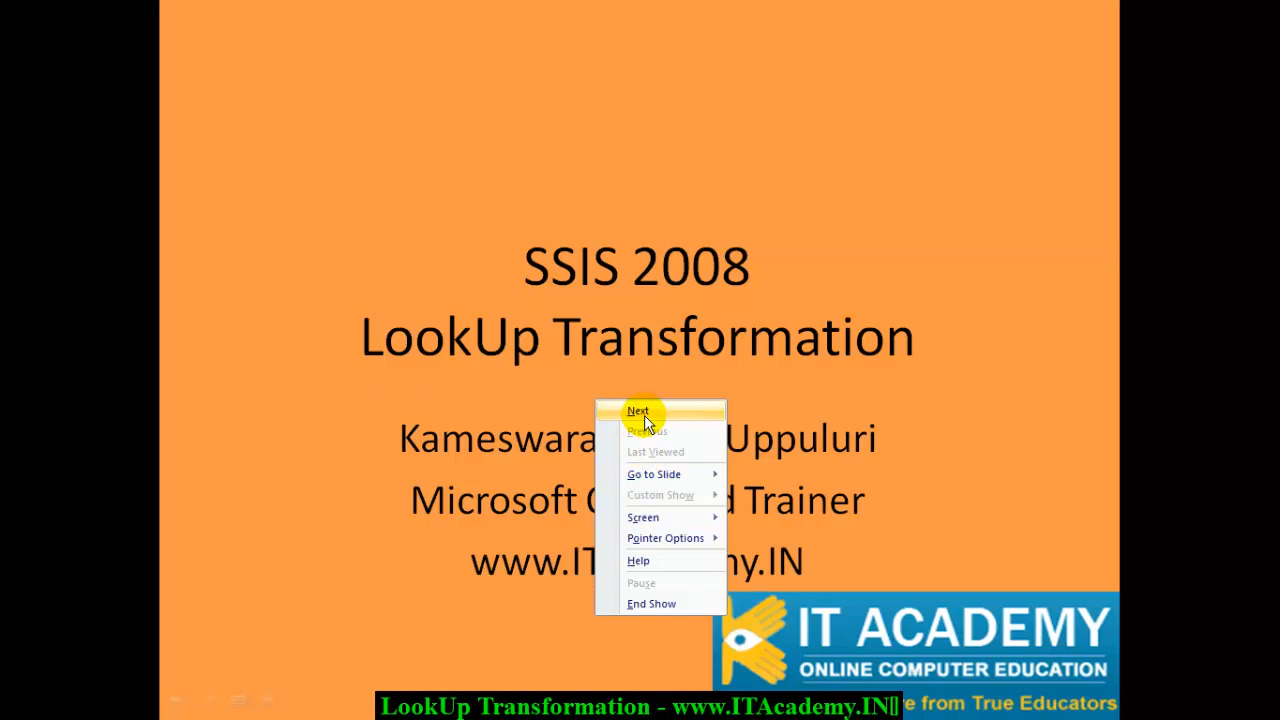 SSIS 2008
LookUp Transformation
Kameswara Uppuluri
Microsoft C d Trainer
www.IT my.IN
Next
Previous
Last Viewed
Go to Slide
Custom Show
Screen
Pointer Options
Help
Pause
End Show
IT ACADEMY
ONLINE COMPUTER EDUCATION
e from True Educators
LookUp Transformation - www.ITAcademy.IN